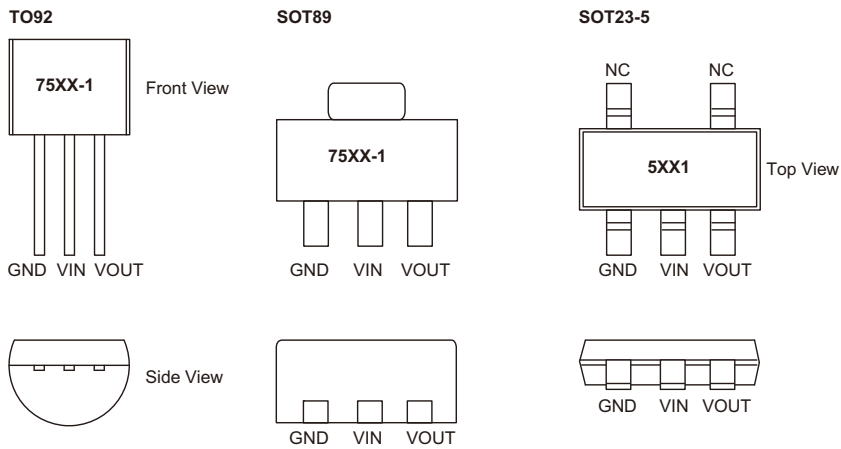 TO92
SOT89
SOT23-5
75XX-1
Front View
GND VIN VOUT
75XX-1
GND VIN VOUT
NC NC
5XX1
Top View
GND VIN VOUT
Side View
GND VIN VOUT
GND VIN VOUT